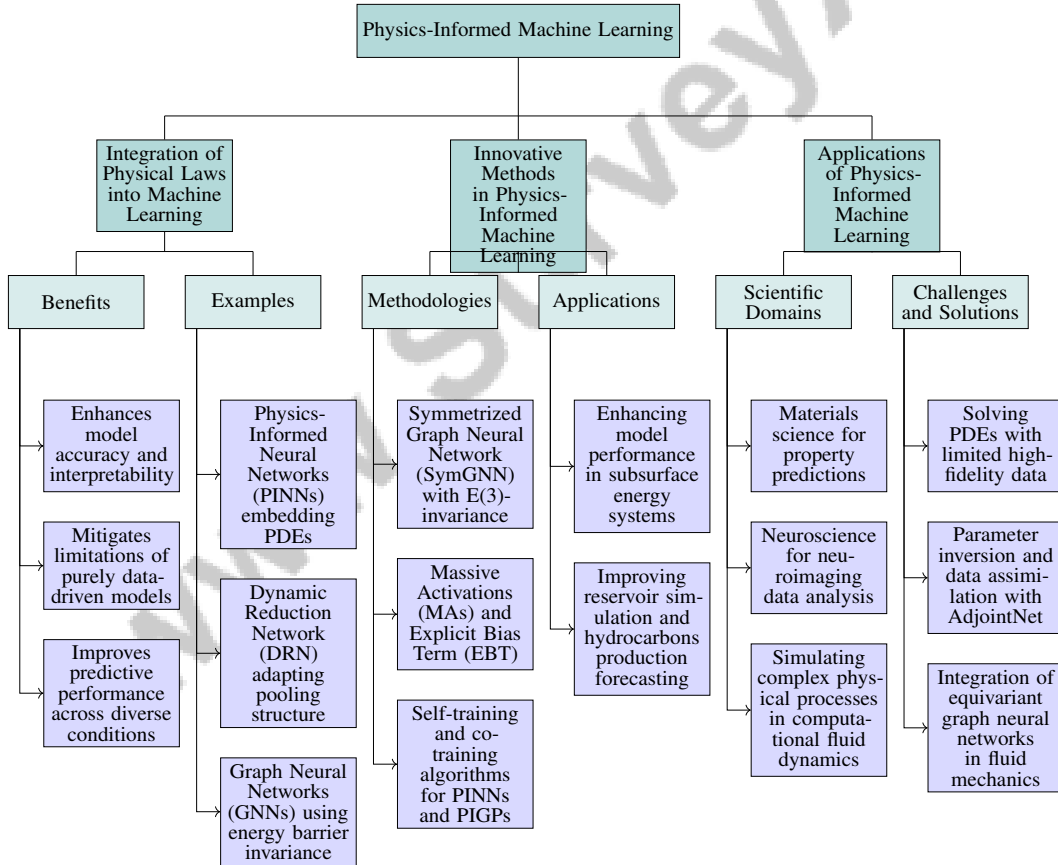 Physics-Informed Machine Learning
Integration of
Physical Laws
into Machine
Learning
Innovative
Methods
in Physics-
Informed
Machine
Learning
Applications
of Physics-
Informed
Machine
Learning
Benefits
Examples
Methodologies
Applications
Scientific
Domains
Challenges
and Solutions
Enhances
model
accuracy and
interpretability
Mitigates
limitations of
purely data-
driven models
Improves
predictive
performance
across diverse
conditions
Physics-
Informed
Neural
Networks
(PINNs)
embedding
PDEs
Dynamic
Reduction
Network
(DRN)
adapting
pooling
structure
Graph Neural
Networks
(GNNs) using
energy barrier
invariance
Symmetrized
Graph Neural
Network
(SymGNN)
with E(3)-
invariance
Massive
Activations
(MAs) and
Explicit Bias
Term (EBT)
Self-training
and co-
training
algorithms
for PINNs
and PIGPs
Enhancing
model
performance
in subsurface
energy
systems
Improving
reservoir sim-
ulation and
hydrocarbons
production
forecasting
Materials
science for
property
predictions
Neuroscience
for neu-
roimaging
data analysis
Simulating
complex phys-
ical processes
in computa-
tional fluid
dynamics
Solving
PDEs with
limited high-
fidelity data
Parameter
inversion and
data assimi-
lation with
AdjointNet
Integration of
equivariant
graph neural
networks
in fluid
mechanics
www.Survey